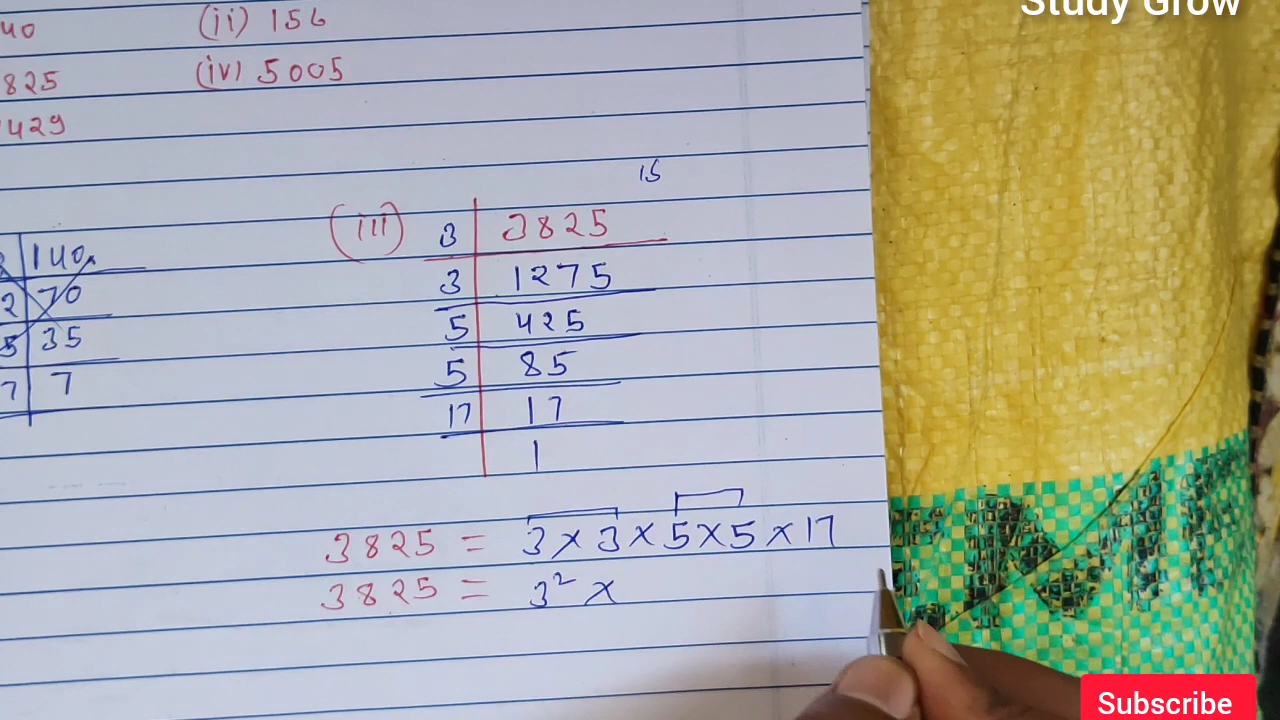 Study Grow
40 (ii) 156
825 (iv) 5005
429
15
(iii) 3 3825
3 1275
5 425
5 85
17 17
1
140
2 70
5 35
7 7
3825 = 3 × 3 × 5 × 5 × 17
3825 = 3² ×
Subscribe